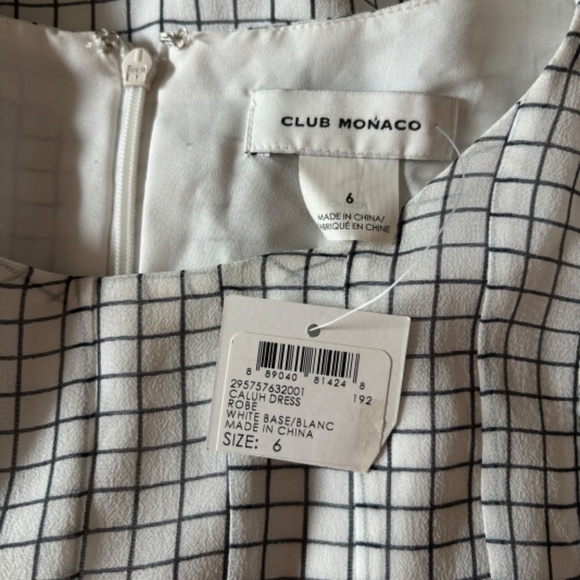 CLUB MONACO
6
MADE IN CHINA/
BRIQUÉ EN CHINE
8 89040 81424 8
295757632001 192
CALUH DRESS
ROBE
WHITE BASE/BLANC
MADE IN CHINA
SIZE: 6